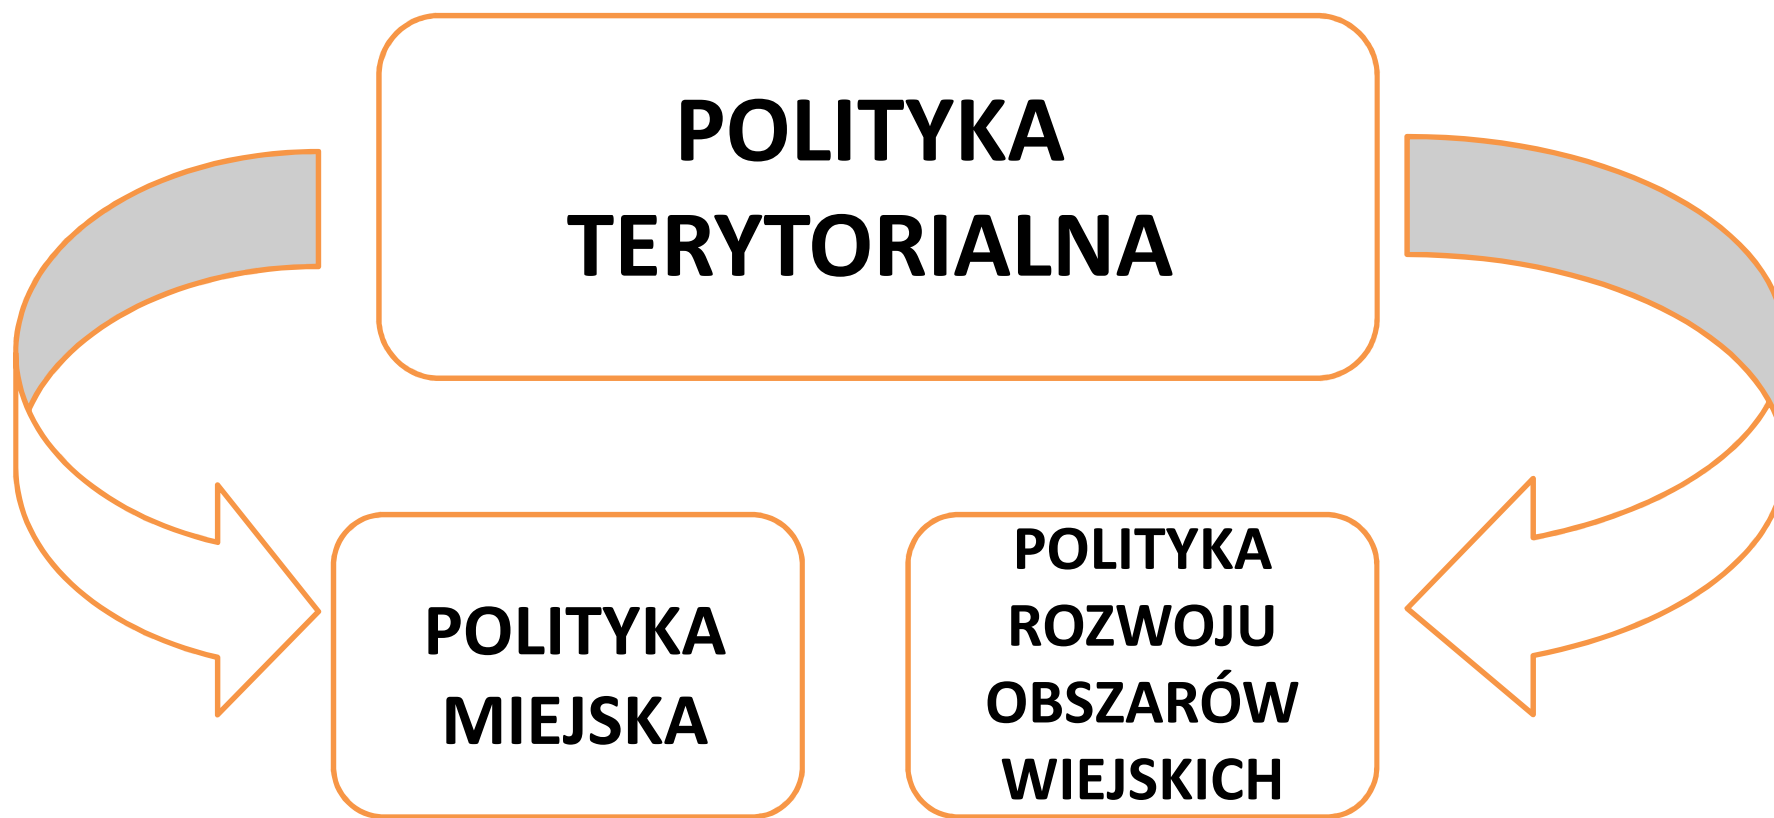 POLITYKA
TERYTORIALNA
POLITYKA
MIEJSKA
POLITYKA
ROZWOJU
OBSZARÓW
WIEJSKICH